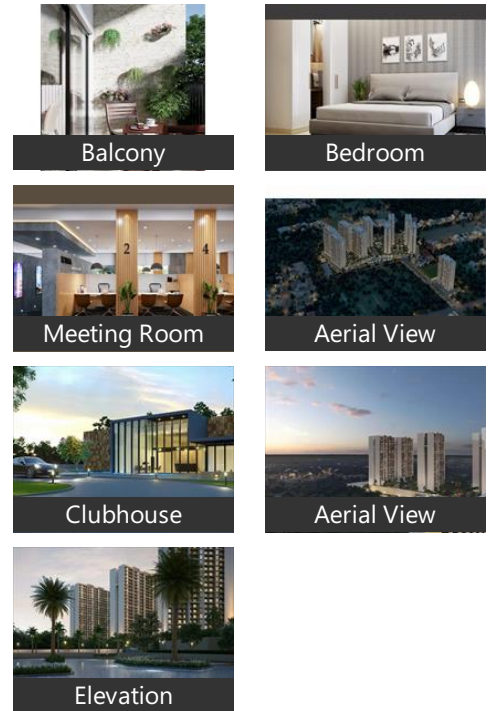 Balcony
Bedroom
2
4
Meeting Room
Aerial View
Clubhouse
Aerial View
Elevation